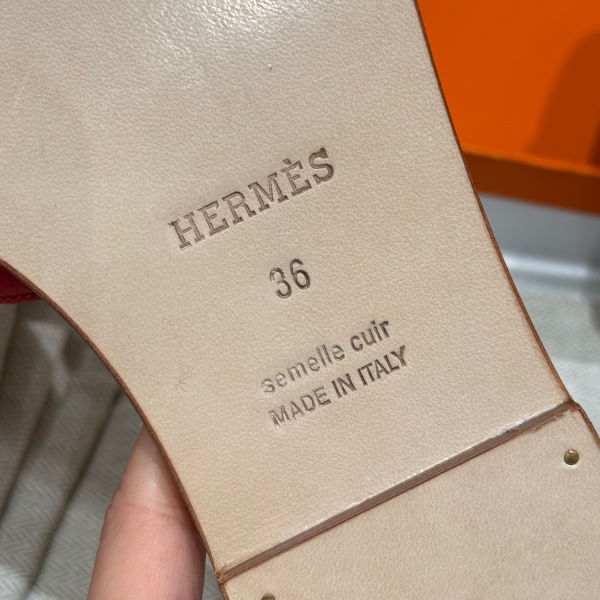 HERMÈS
36
semelle cuir
MADE IN ITALY